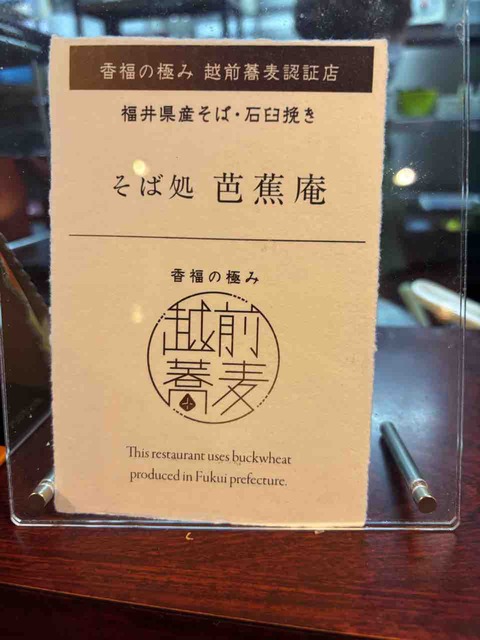 香福の極み 越前蕎麦認証店
福井県産そば・石臼挽き
そば処 芭蕉庵
香福の極み
越前
蕎麦
This restaurant uses buckwheat
produced in Fukui prefecture.